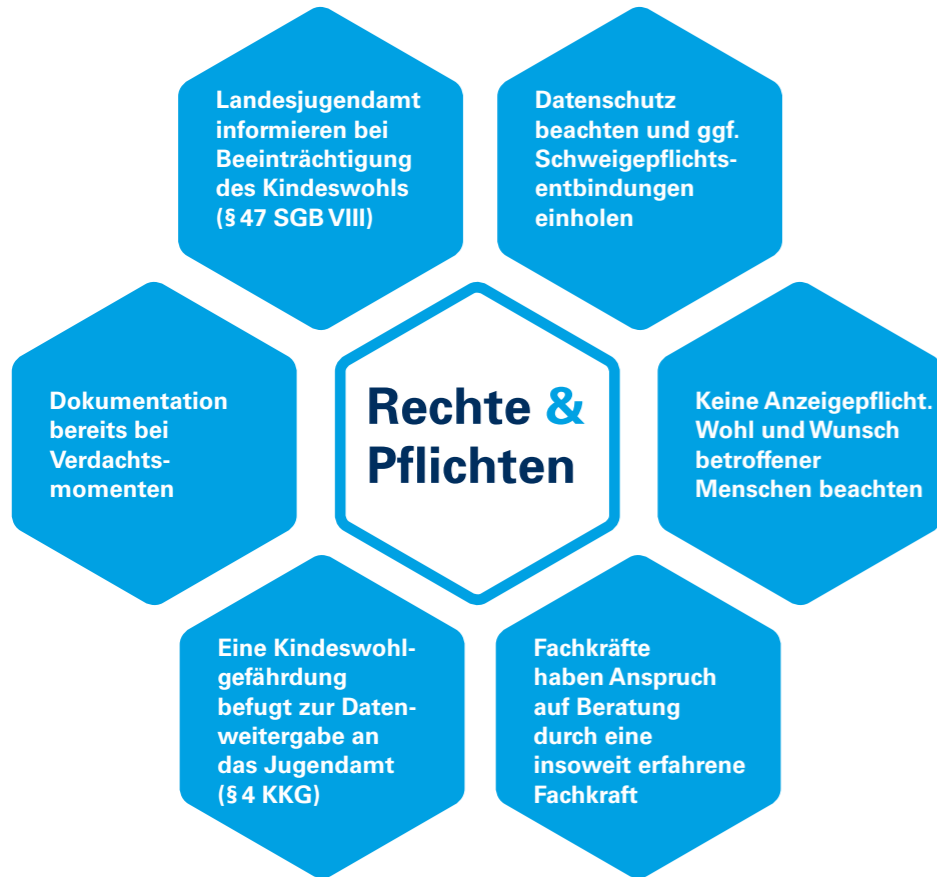 Landesjugendamt
informieren bei
Beeinträchtigung
des Kindeswohls
(§ 47 SGB VIII)
Datenschutz
beachten und ggf.
Schweigepflichts-
entbindungen
einholen
Dokumentation
bereits bei
Verdachts-
momenten
Rechte &
Pflichten
Keine Anzeigepflicht.
Wohl und Wunsch
betroffener
Menschen beachten
Eine Kindeswohl-
gefährdung
befugt zur Daten-
weitergabe an
das Jugendamt
(§ 4 KKG)
Fachkräfte
haben Anspruch
auf Beratung
durch eine
insoweit erfahrene
Fachkraft